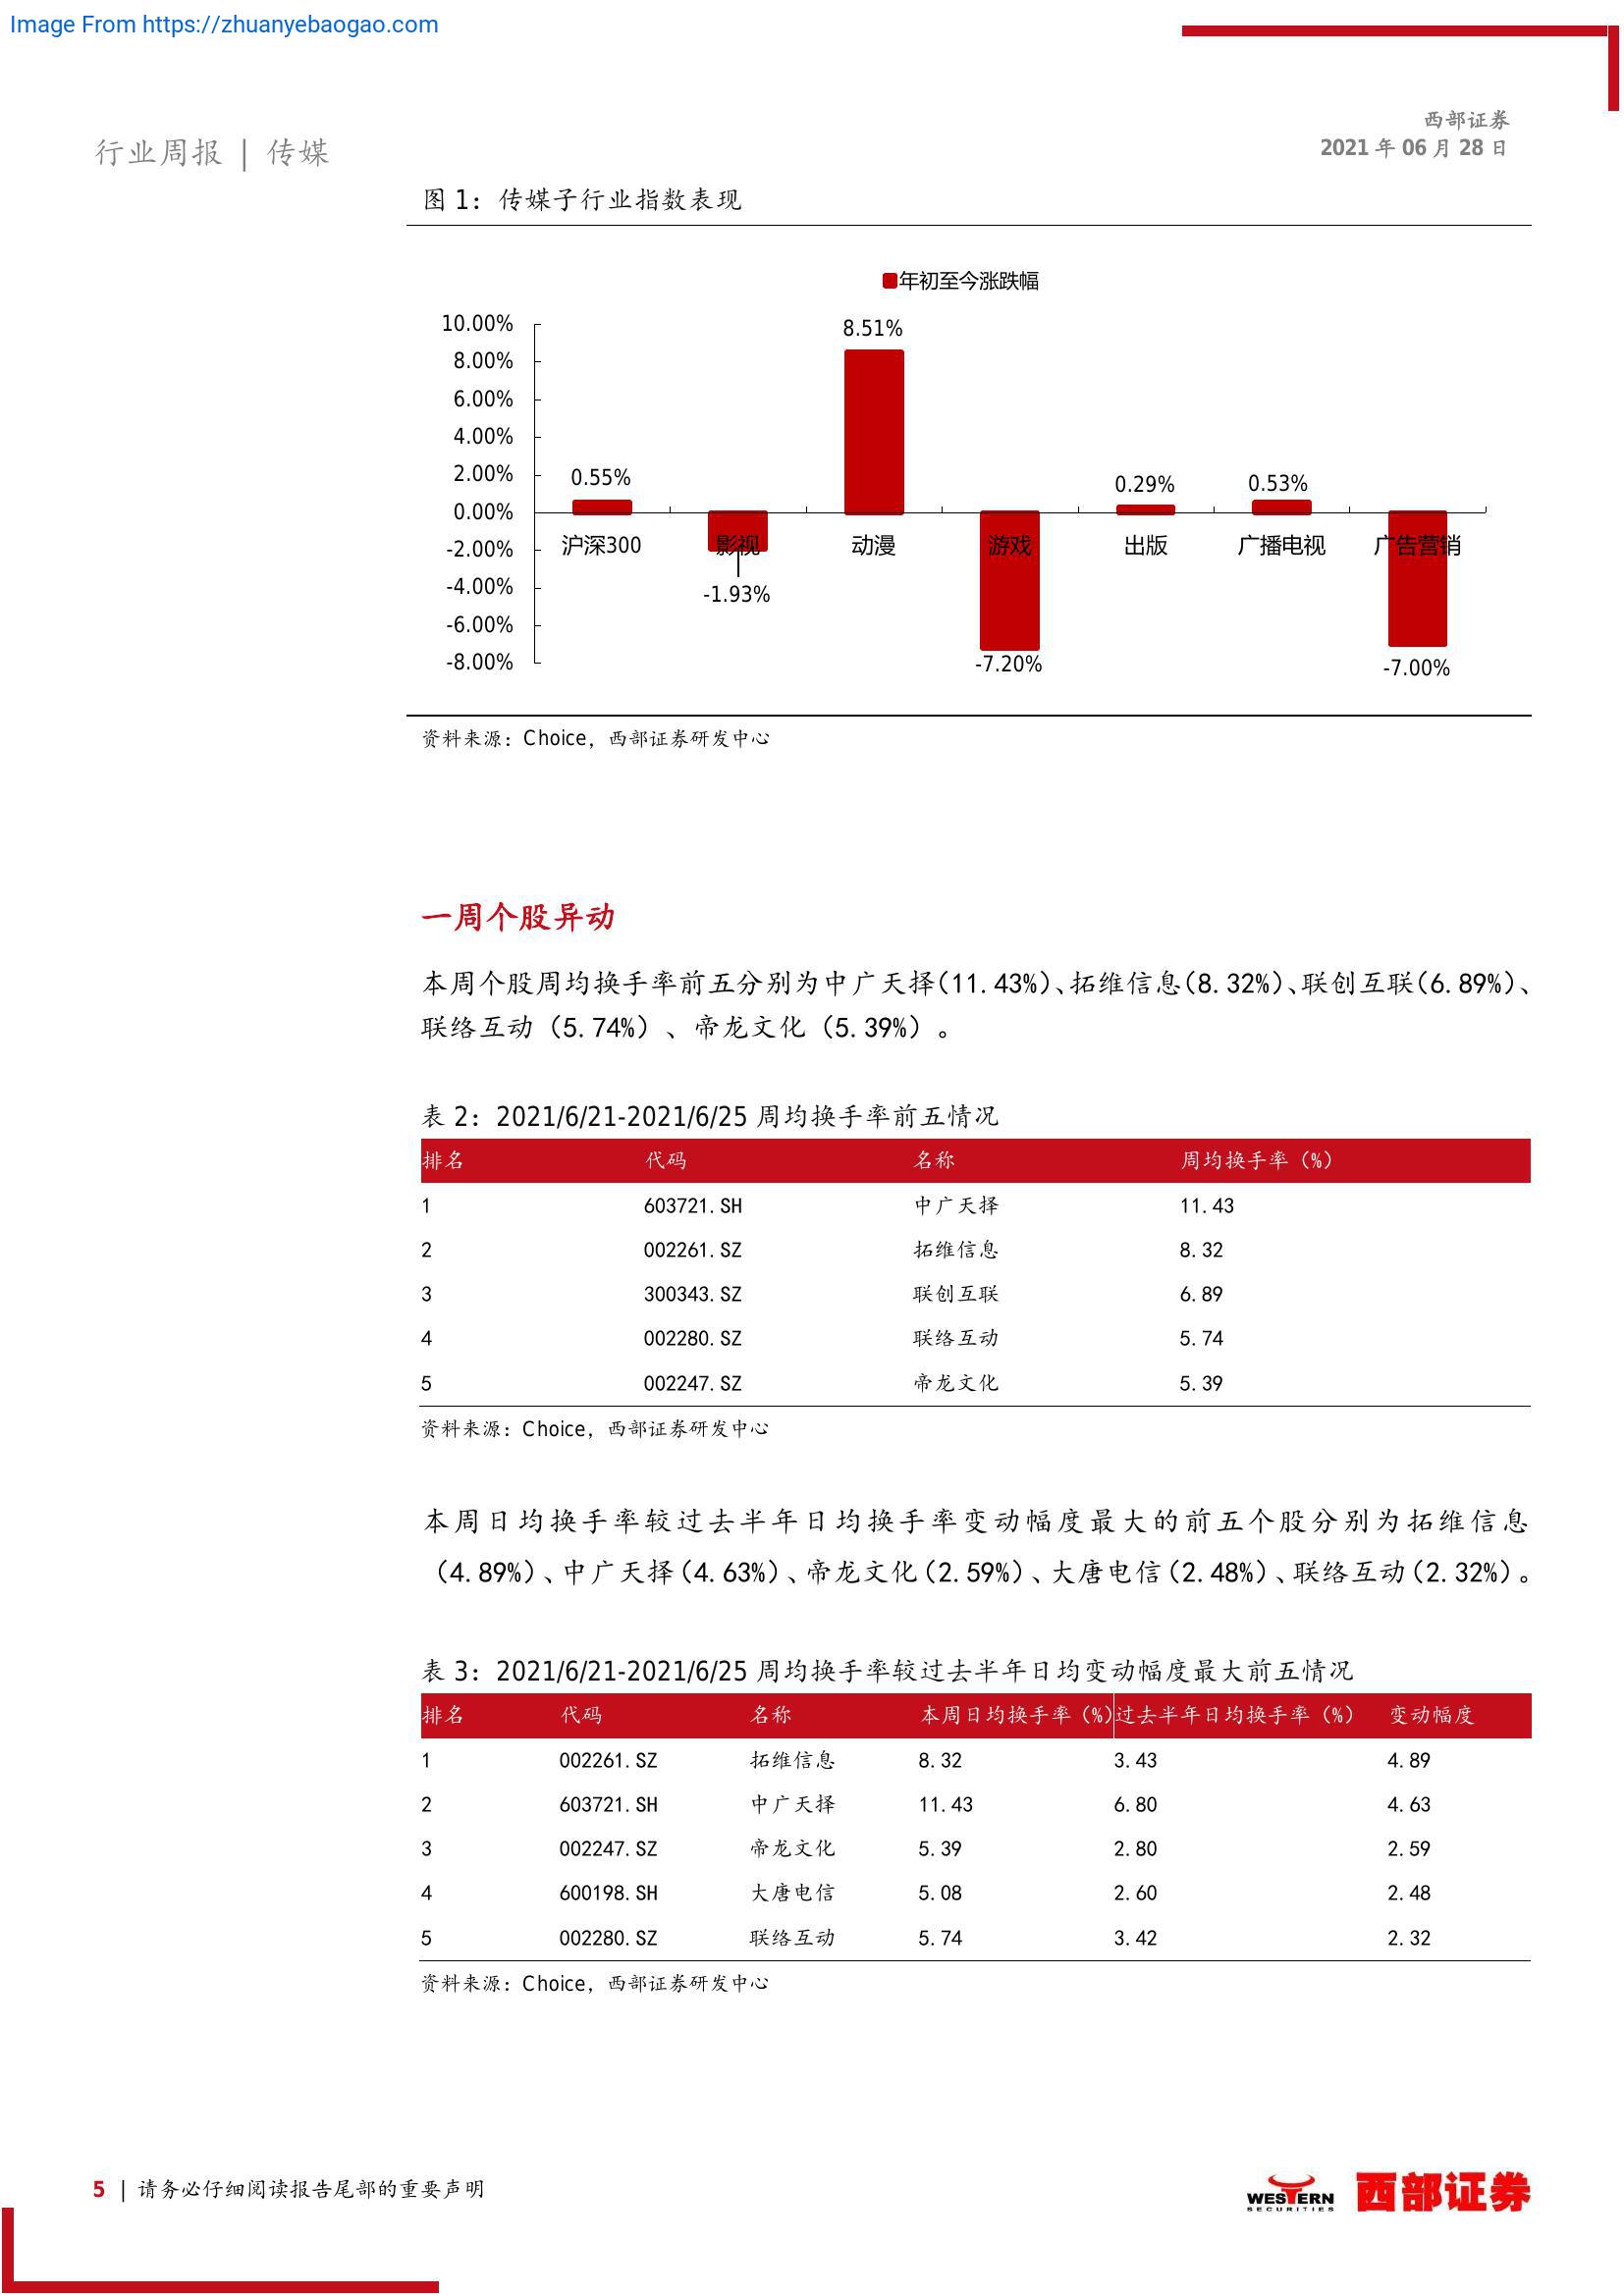 Image From https://zhuanyebaogao.com
西部证券
2021 年 06 月 28 日
行业周报 | 传媒
图 1：传媒子行业指数表现
年初至今涨跌幅
10.00%
8.00%
6.00%
4.00%
2.00%
0.00%
-2.00%
-4.00%
-6.00%
-8.00%
0.55%
-1.93%
8.51%
-7.20%
0.29%
0.53%
-7.00%
沪深300 影视 动漫 游戏 出版 广播电视 广告营销
资料来源：Choice，西部证券研发中心
一周个股异动
本周个股周均换手率前五分别为中广天择(11.43%)、拓维信息(8.32%)、联创互联(6.89%)、
联络互动（5.74%）、帝龙文化（5.39%）。
表 2：2021/6/21-2021/6/25 周均换手率前五情况
排名 代码 名称 周均换手率（%）
1 603721.SH 中广天择 11.43
2 002261.SZ 拓维信息 8.32
3 300343.SZ 联创互联 6.89
4 002280.SZ 联络互动 5.74
5 002247.SZ 帝龙文化 5.39
资料来源：Choice，西部证券研发中心
本周日均换手率较过去半年日均换手率变动幅度最大的前五个股分别为拓维信息
（4.89%）、中广天择(4.63%)、帝龙文化(2.59%)、大唐电信(2.48%)、联络互动(2.32%)。
表 3：2021/6/21-2021/6/25 周均换手率较过去半年日均变动幅度最大前五情况
排名 代码 名称 本周日均换手率（%） 过去半年日均换手率（%） 变动幅度
1 002261.SZ 拓维信息 8.32 3.43 4.89
2 603721.SH 中广天择 11.43 6.80 4.63
3 002247.SZ 帝龙文化 5.39 2.80 2.59
4 600198.SH 大唐电信 5.08 2.60 2.48
5 002280.SZ 联络互动 5.74 3.42 2.32
资料来源：Choice，西部证券研发中心
5 | 请务必仔细阅读报告尾部的重要声明
WESTERN
SECURITIES
西部证券